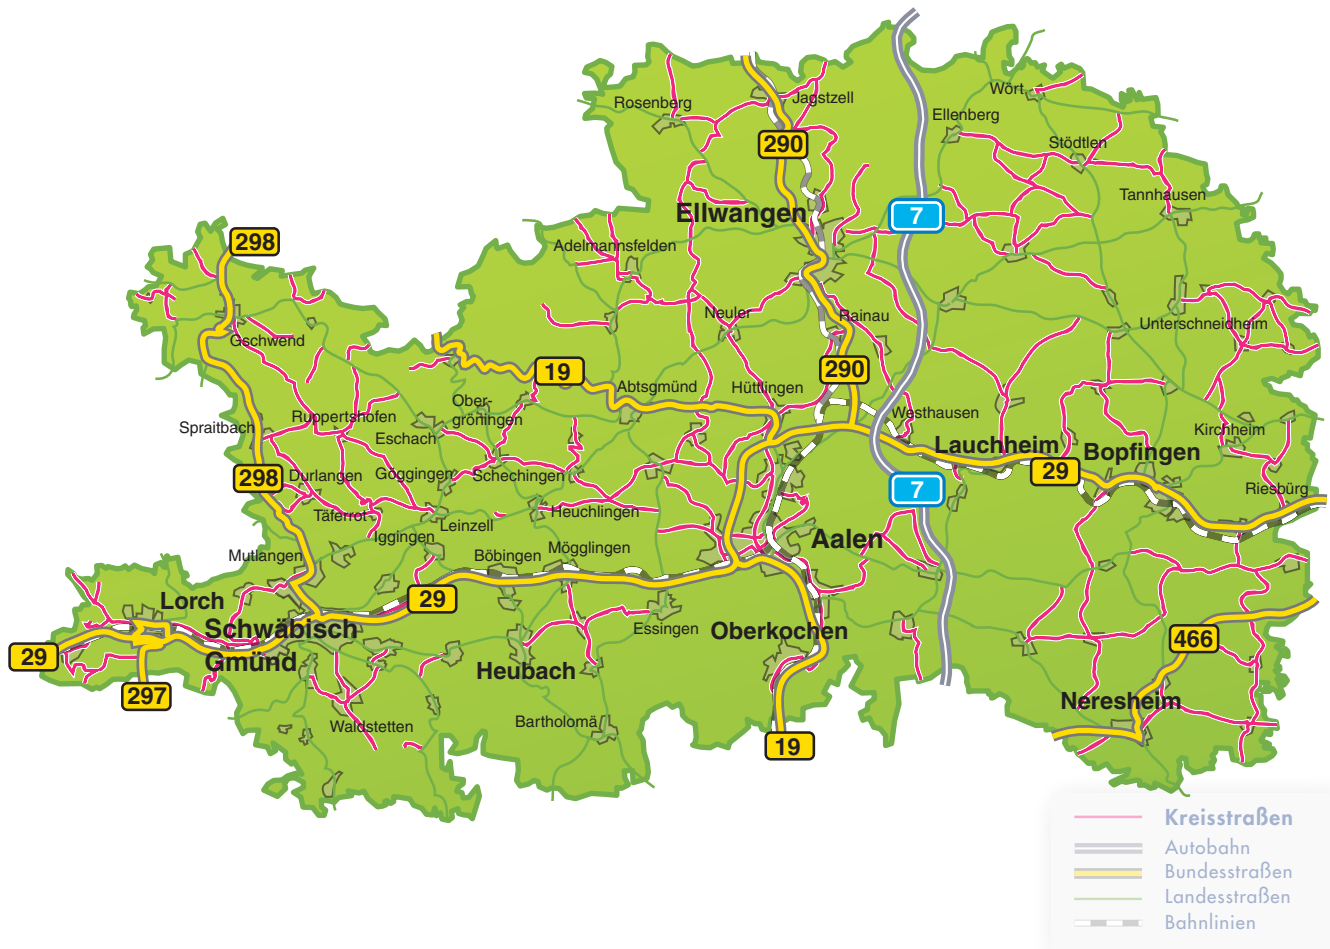 Wört
Jagstzell
Rosenberg
Ellenberg
290
Stödtlen
Tannhausen
Ellwangen
7
298
Adelmannsfelden
Neuler
Rainau
Unterschneidheim
Gschwend
19
290
Abtsgmünd
Hüttlingen
Ober-
gröningen
Westhausen
Ruppertshofen
Spraitbach
Eschach
Kirchheim
Lauchheim
Bopfingen
29
298
Durlangen
Göggingen
Schechingen
7
Riesbürg
Täferrot
Heuchlingen
Leinzell
Iggingen
Aalen
Mutlangen
Böbingen
Mögglingen
Lorch
29
Schwäbisch
Gmünd
Essingen
Oberkochen
466
29
Heubach
297
Neresheim
Waldstetten
Bartholomä
19
Kreisstraßen
Autobahn
Bundesstraßen
Landesstraßen
Bahnlinien